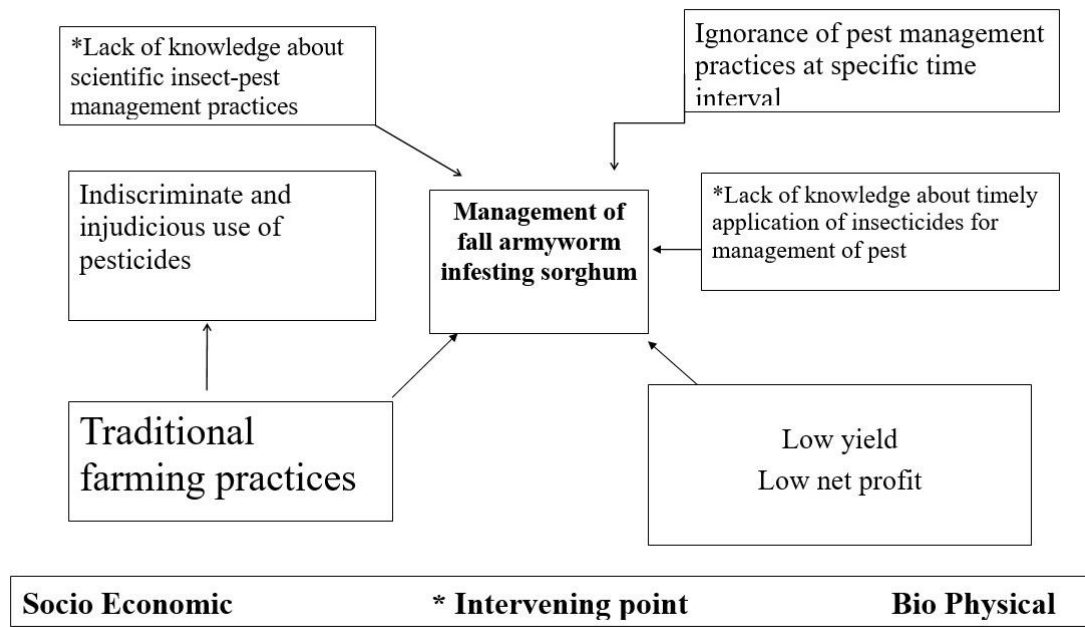 *Lack of knowledge about
scientific insect-pest
management practices
Ignorance of pest management
practices at specific time
interval
Indiscriminate and
injudicious use of
pesticides
Management of
fall armyworm
infesting sorghum
*Lack of knowledge about timely
application of insecticides for
management of pest
Traditional
farming practices
Low yield
Low net profit
Socio Economic * Intervening point Bio Physical